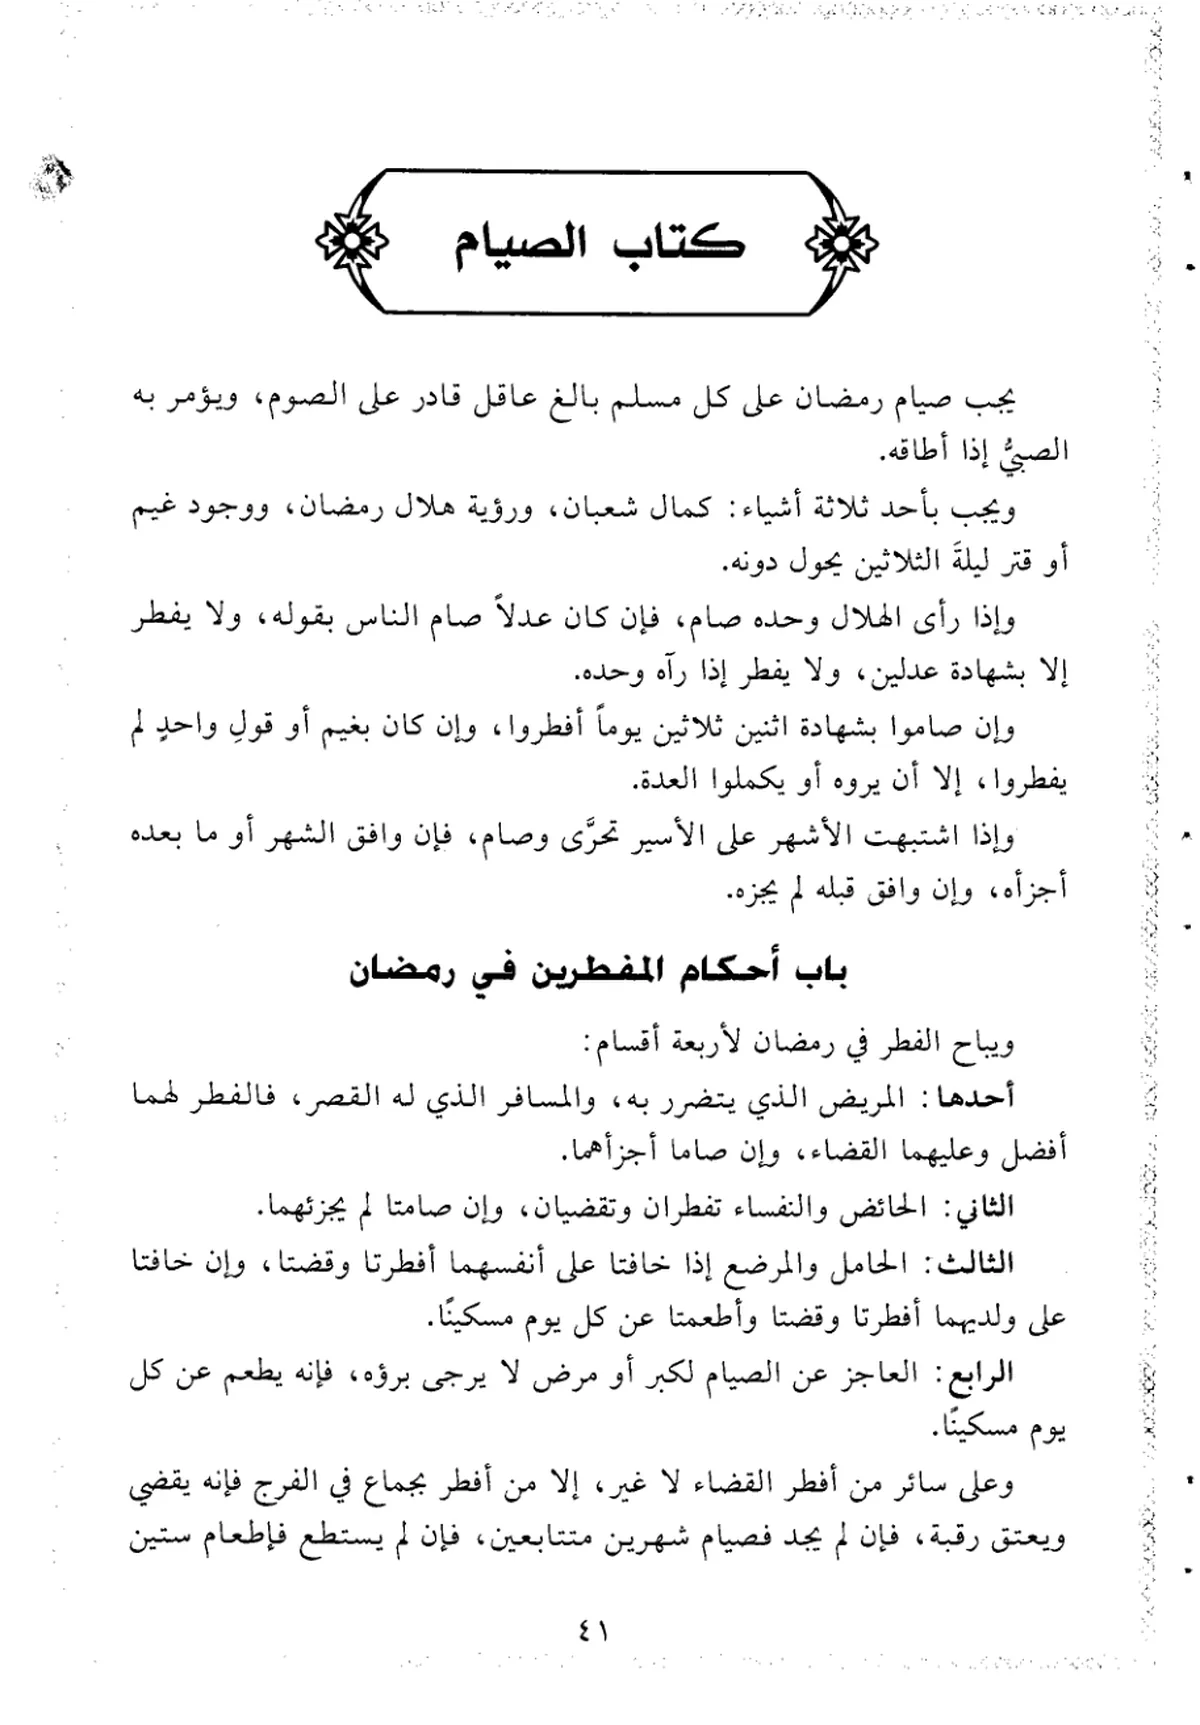 كتاب الصيام
يجب صيام رمضان على كل مسلم بالغ عاقل قادر على الصوم، ويؤمر به
الصبيُّ إذا أطاقه.
ويجب بأحد ثلاثة أشياء: كمال شعبان، ورؤية هلال رمضان، ووجود غيم
أو قتر ليلةَ الثلاثين يحول دونه.
وإذا رأى الهلال وحده صام، فإن كان عدلاً صام الناس بقوله، ولا يفطر
إلا بشهادة عدلين، ولا يفطر إذا رآه وحده.
وإن صاموا بشهادة اثنين ثلاثين يوماً أفطروا، وإن كان بغيم أو قولِ واحدٍ لم
يفطروا، إلا أن يروه أو يكملوا العدة.
وإذا اشتبهت الأشهر على الأسير تحرَّى وصام، فإن وافق الشهر أو ما بعده
أجزأه، وإن وافق قبله لم يجزه.
باب أحكام المفطرين في رمضان
ويباح الفطر في رمضان لأربعة أقسام:
أحدها: المريض الذي يتضرر به، والمسافر الذي له القصر، فالفطر لهما
أفضل وعليهما القضاء، وإن صاما أجزأهما.
الثاني: الحائض والنفساء تفطران وتقضيان، وإن صامتا لم يجزئهما.
الثالث: الحامل والمرضع إذا خافتا على أنفسهما أفطرتا وقضتا، وإن خافتا
على ولديهما أفطرتا وقضتا وأطعمتا عن كل يوم مسكينًا.
الرابع: العاجز عن الصيام لكبر أو مرض لا يرجى برؤه، فإنه يطعم عن كل
يوم مسكينًا.
وعلى سائر من أفطر القضاء لا غير، إلا من أفطر بجماع في الفرج فإنه يقضي
ويعتق رقبة، فإن لم يجد فصيام شهرين متتابعين، فإن لم يستطع فإطعام ستين
٤١